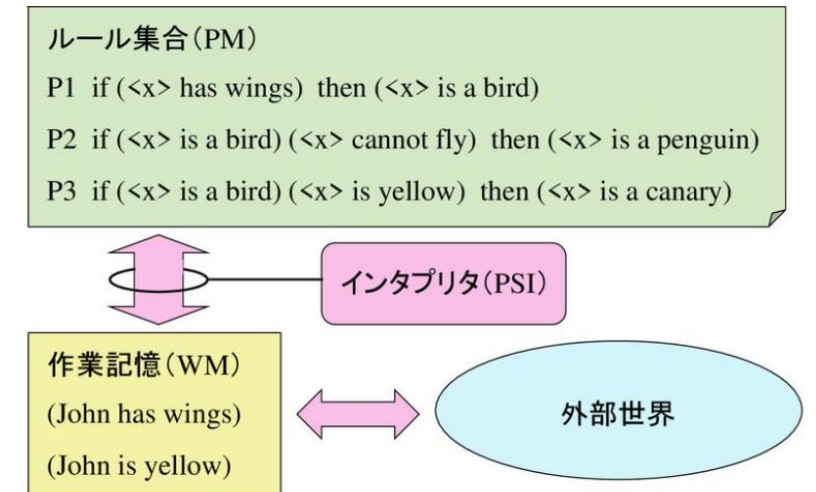 ルール集合(PM)
P1 if (<x> has wings) then (<x> is a bird)
P2 if (<x> is a bird) (<x> cannot fly) then (<x> is a penguin)
P3 if (<x> is a bird) (<x> is yellow) then (<x> is a canary)
インタプリタ(PSI)
作業記憶(WM)
(John has wings)
(John is yellow)
外部世界